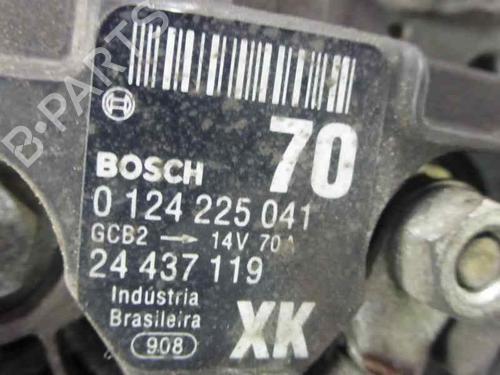 B-PARTS
70
BOSCH
0 124 225 041
GCB2 → 14V 70A
24 437 119
Indústria
Brasileira
XK
908